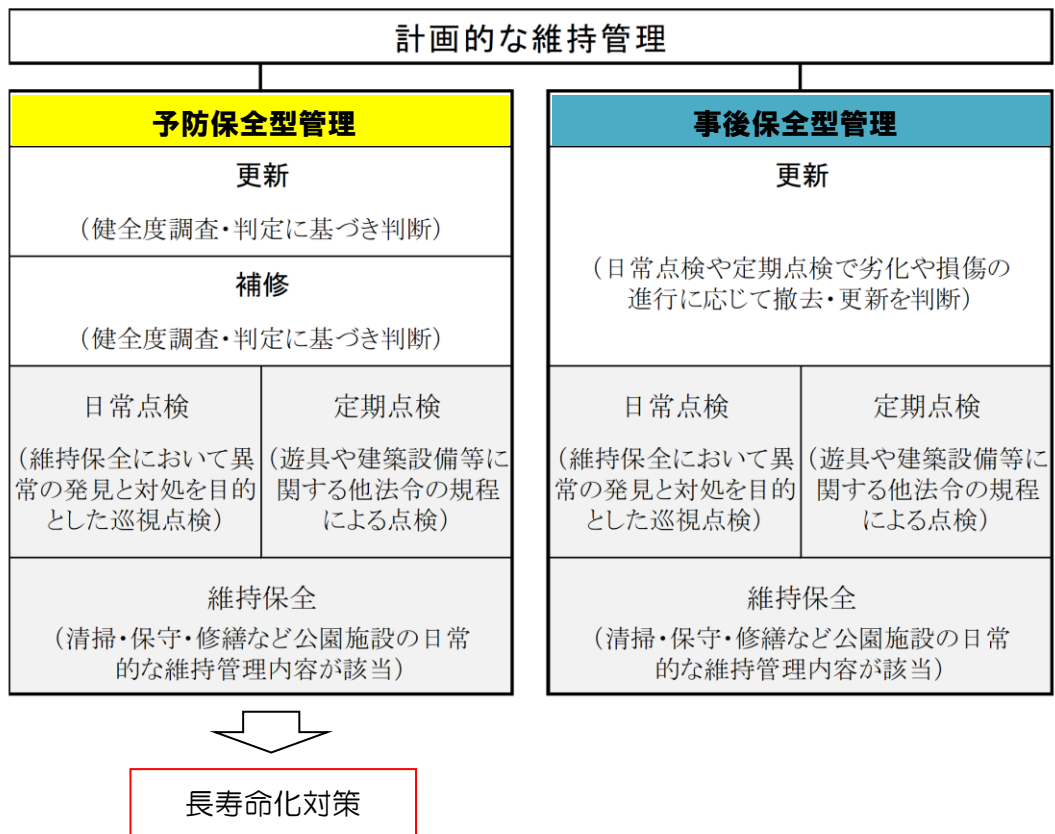 計画的な維持管理
予防保全型管理
更新
（健全度調査・判定に基づき判断）
補修
（健全度調査・判定に基づき判断）
日常点検
（維持保全において異
常の発見と対処を目的
とした巡視点検）
定期点検
（遊具や建築設備等に
関する他法令の規程
による点検）
維持保全
（清掃・保守・修繕など公園施設の日常
的な維持管理内容が該当）
長寿命化対策
事後保全型管理
更新
（日常点検や定期点検で劣化や損傷の
進行に応じて撤去・更新を判断）
日常点検
（維持保全において異
常の発見と対処を目的
とした巡視点検）
定期点検
（遊具や建築設備等に
関する他法令の規程
による点検）
維持保全
（清掃・保守・修繕など公園施設の日常
的な維持管理内容が該当）